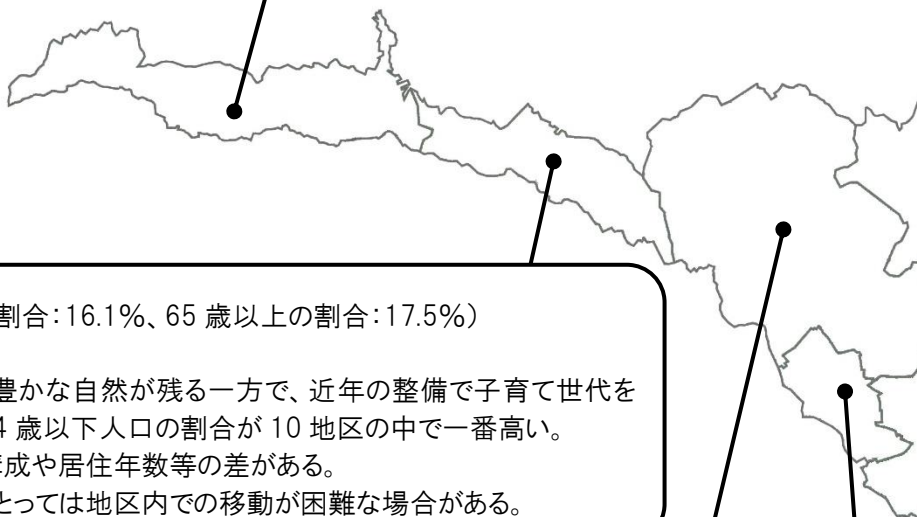 割合：16.1%、65 歳以上の割合：17.5%）
豊かな自然が残る一方で、近年の整備で子育て世代を
4 歳以下人口の割合が 10 地区の中で一番高い。
成や居住年数等の差がある。
とっては地区内での移動が困難な場合がある。